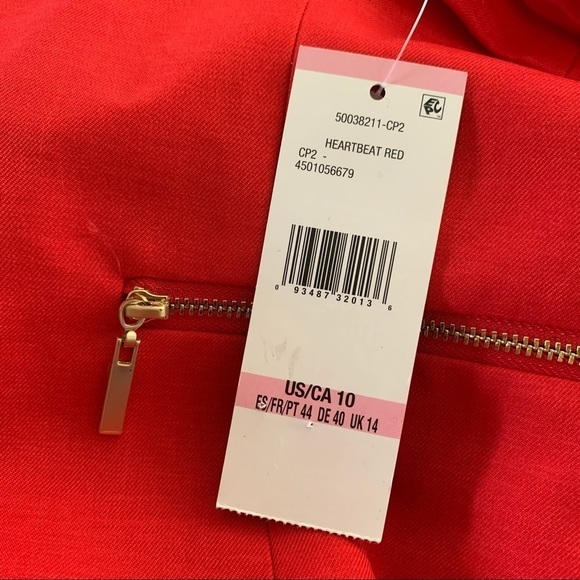 50038211-CP2
HEARTBEAT RED
CP2 -
4501056679
0 93487 32013 6
US/CA 10
ES/FR/PT 44 DE 40 UK 14